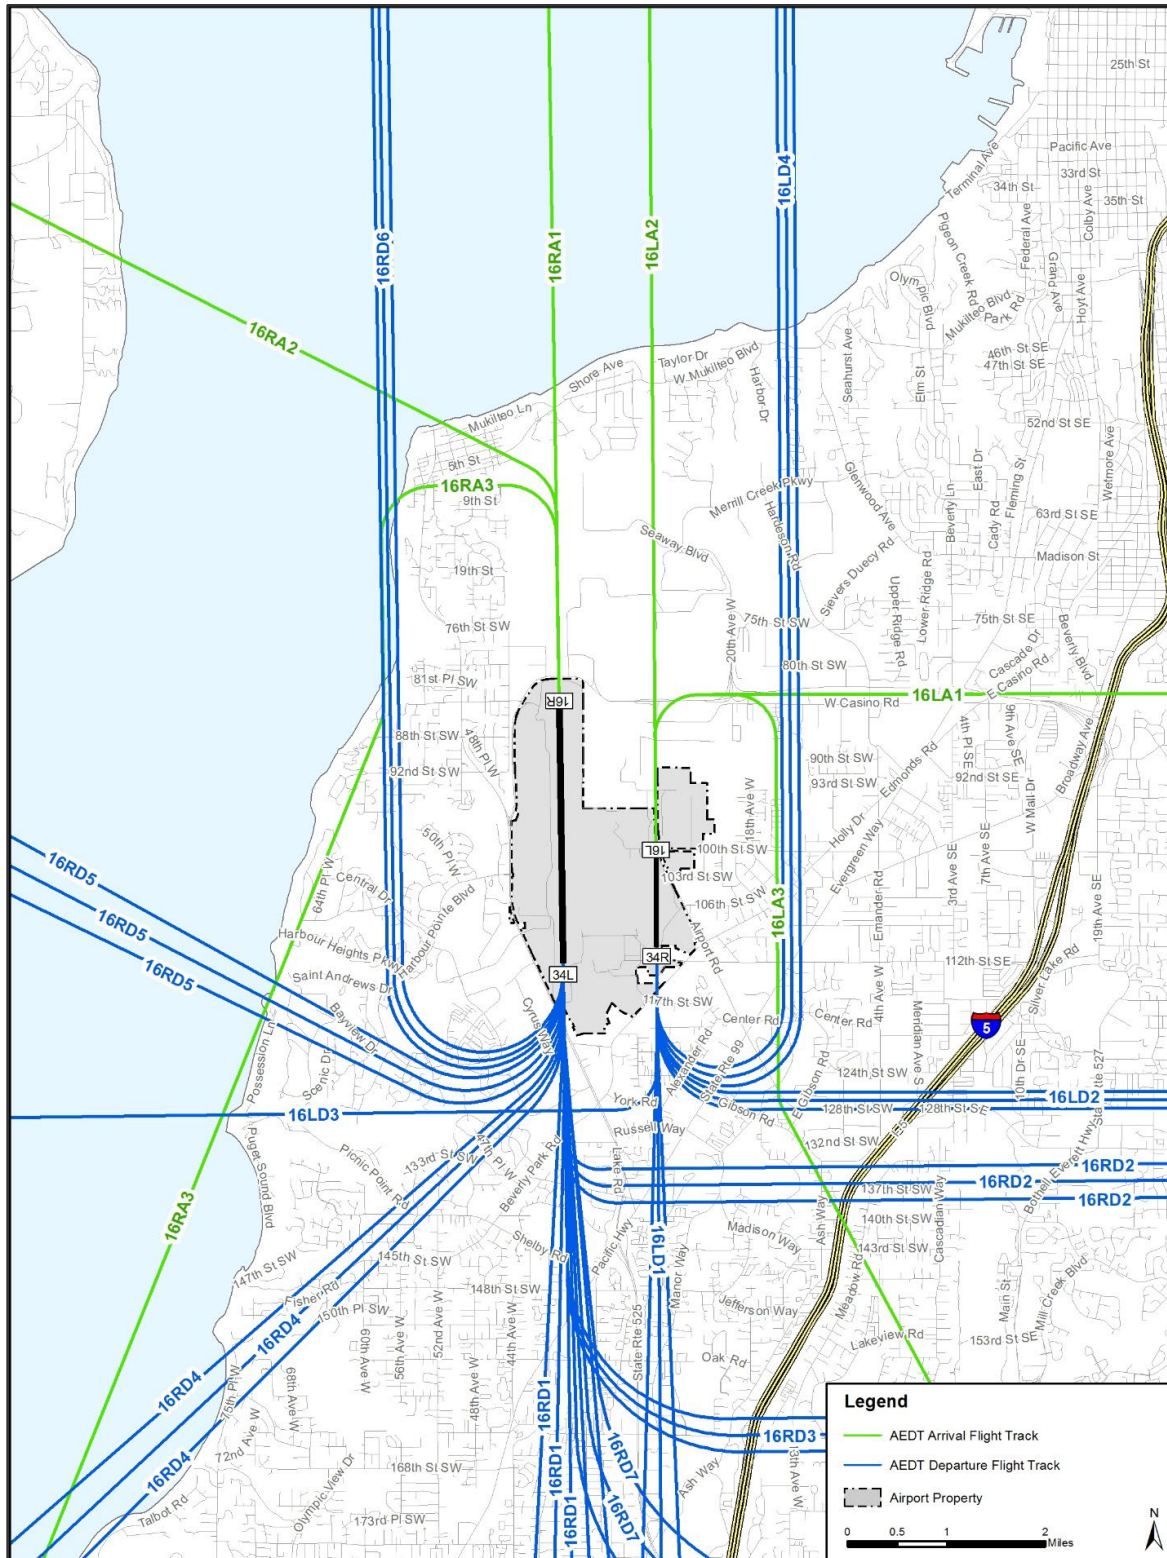 25th St
Pacific Ave
33rd St
34th St
35th St
Terminal Ave
Federal Ave
Colby Ave
Pigeon Creek Rd
Grand Ave
Hoyt Ave
16LD4
16RD6
16RA1
16LA2
Olympic Blvd
Mukilteo Blvd
Park Rd
16RA2
46th St SE
47th St SE
Taylor Dr
W Mukilteo Blvd
Shore Ave
Harbor Dr
Seahurst Ave
Elm St
Mukilteo Ln
52nd St SE
East Dr
Fleming St
Wetmore Ave
5th St
16RA3
9th St
Merrill Creek Pkwy
Glenwood Ave
Beverly Ln
Cady Rd
63rd St SE
Seaway Blvd
Hardeson Rd
Madison St
19th St
Sievers Duecy Rd
Upper Ridge Rd
Lower Ridge Rd
76th St SW
20th Ave W
75th St SW
75th St SE
Beverly Blvd
80th St SW
Cascade Dr
E Casino Rd
81st Pl SW
16R
W Casino Rd
16LA1
88th St SW
48th Pl W
4th Pl SE
9th Ave SE
Broadway Ave
92nd St SW
90th St SW
93rd St SW
Edmonds Rd
92nd St SE
W Mall Dr
18th Ave W
Holly Dr
50th Pl W
16L
100th St SW
Evergreen Way
7th Ave SE
16RD5
64th Pl W
Central Dr
Harbour Pointe Blvd
103rd St SW
106th St SW
16LA3
Emander Rd
3rd Ave SE
19th Ave SE
16RD5
Harbour Heights Pkwy
Airport Rd
34R
112th St SE
Silver Lake Rd
16RD5
Saint Andrews Dr
34L
4th Ave W
Bayview Dr
Cyrus Way
117th St SW
Center Rd
Center Rd
Meridian Ave S
5
Possession Ln
Scenic Dr
Alexander Rd
State Rte 99
E Gibson Rd
124th St SW
10th Dr SE
16LD3
York Rd
Gibson Rd
128th St SW
128th St SE
16LD2
Puget Sound Blvd
Russell Way
132nd St SW
Picnic Point Rd
133rd St SW
47th Pl W
Beverly Park Rd
Lake Rd
16RD2
16RD2
137th St SW
16RD2
Bothell Everett Hwy
Ash Way
Cascadian Way
140th St SW
16RA3
Madison Way
Shelby Rd
Pacific Hwy
16LD1
Manor Way
143rd St SW
147th St SW
145th St SW
Meadow Rd
Main St
Mill Creek Blvd
Fisher Rd
148th St SW
150th Pl SW
Jefferson Way
Lakeview Rd
153rd St SE
16RD4
60th Ave W
56th Ave W
52nd Ave W
44th Ave W
State Rte 525
Oak Rd
16RD4
75th Pl W
68th Ave W
48th Ave W
16RD1
72nd Ave W
16RD3
13th Ave W
16RD4
168th St SW
16RD1
16RD7
Ash Way
Talbot Rd
Olympic View Dr
173rd Pl SW
16RD1
16RD7
Legend
AEDT Arrival Flight Track
AEDT Departure Flight Track
Airport Property
N
0 0.5 1 2
Miles